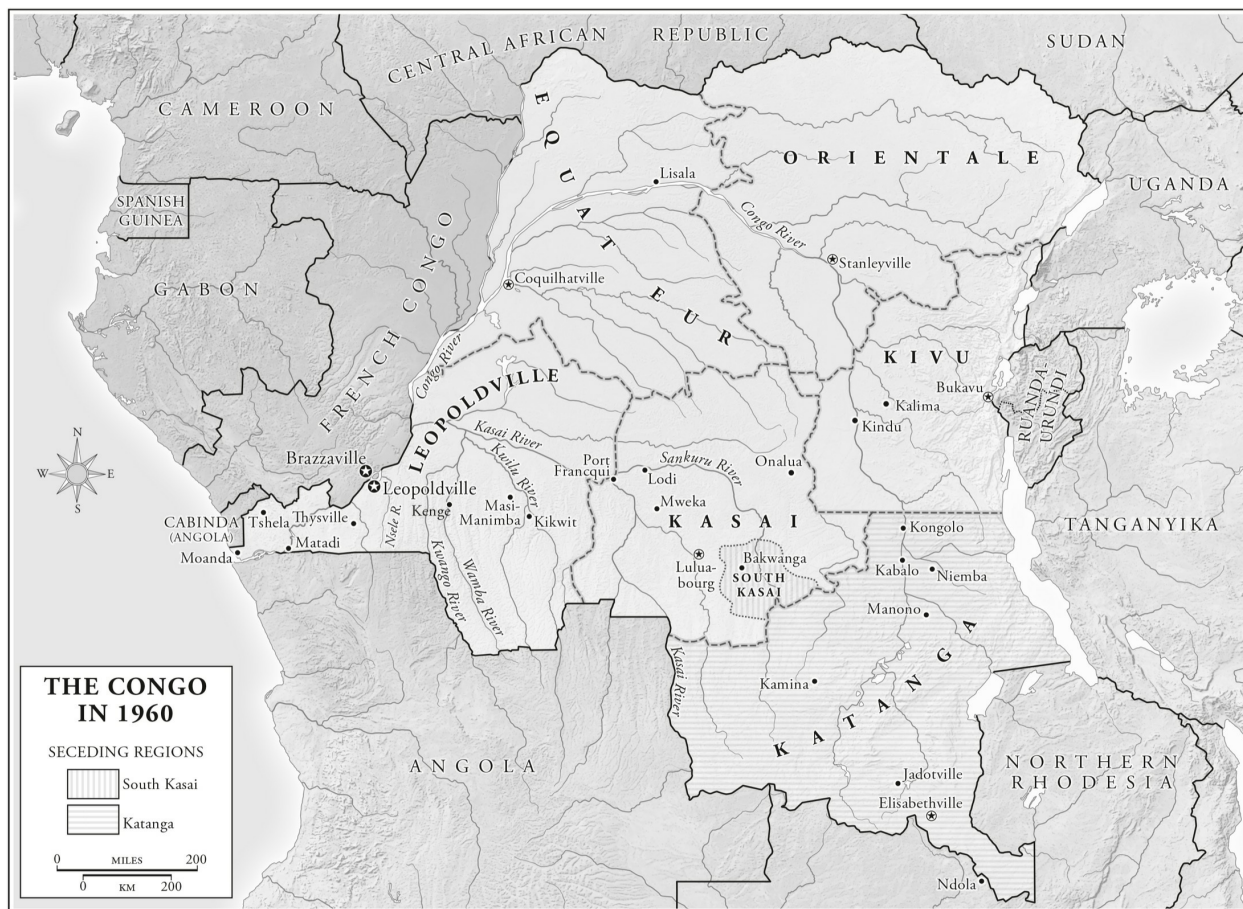 CENTRAL AFRICAN REPUBLIC
SUDAN
CAMEROON
EQUATEUR
ORIENTALE
Lisala
UGANDA
SPANISH
GUINEA
Congo River
Stanleyville
GABON
FRENCH CONGO
Coquilhatville
Congo River
KIVU
LEOPOLDVILLE
Bukavu
RUANDA-
URUNDI
Kalima
Kindu
N
W
E
S
Kasai River
Kwilu River
Brazzaville
Port
Francqui
Sankuru River
Onalua
Lodi
Leopoldville
Kenge
Masi-
Manimba
Mweka
CABINDA
(ANGOLA)
Tshela
Thysville
Nsele R.
Kikwit
KASAI
Kongolo
TANGANYIKA
Moanda
Matadi
Kwango River
Wamba River
Lulua-
bourg
Bakwanga
SOUTH
KASAI
Kabalo
Niemba
Manono
Kasai River
Kamina
KATANGA
THE CONGO
IN 1960
SECEDING REGIONS
South Kasai
Katanga
0 MILES 200
0 KM 200
ANGOLA
NORTHERN
RHODESIA
Jadotville
Elisabethville
Ndola